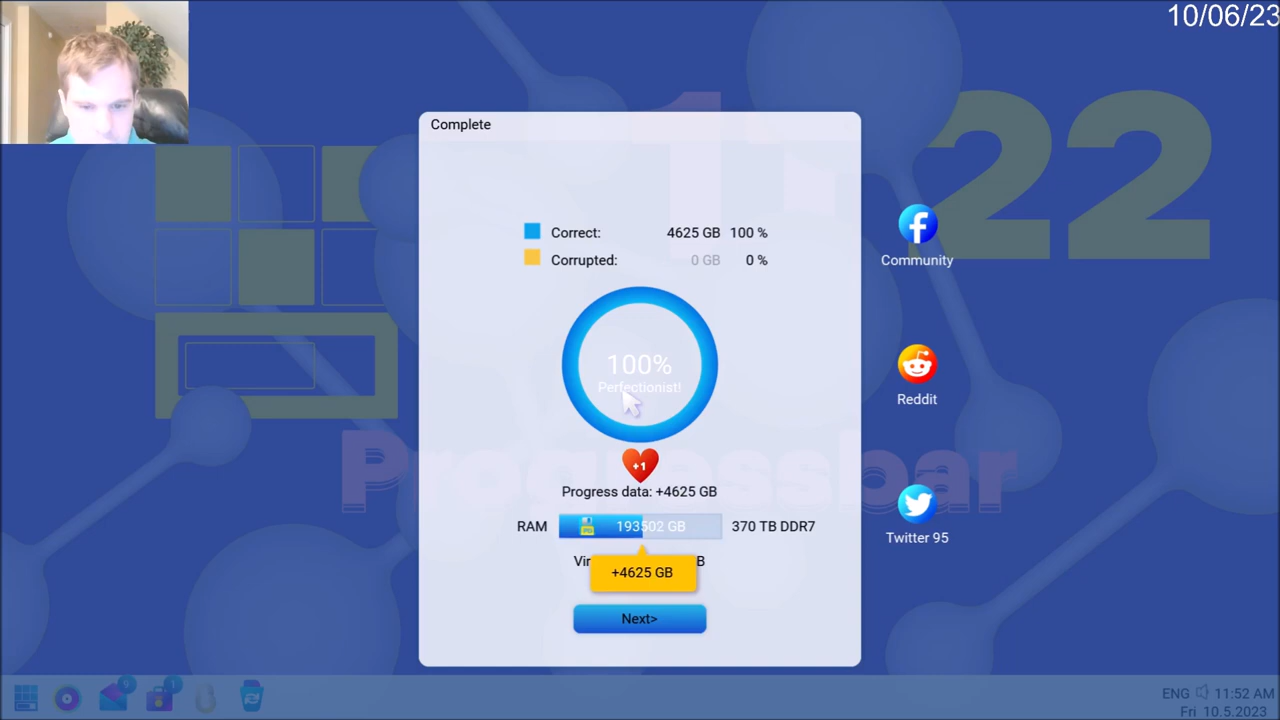 10/06/23
Complete
22
Correct: 4625 GB 100 %
Corrupted: 0 GB 0 %
Community
100%
Perfectionist!
Reddit
+1
Progressbar
Progress data: +4625 GB
RAM 193502 GB 370 TB DDR7
Twitter 95
+4625 GB
Next>
ENG 11:52 AM
Fri 10.5.2023